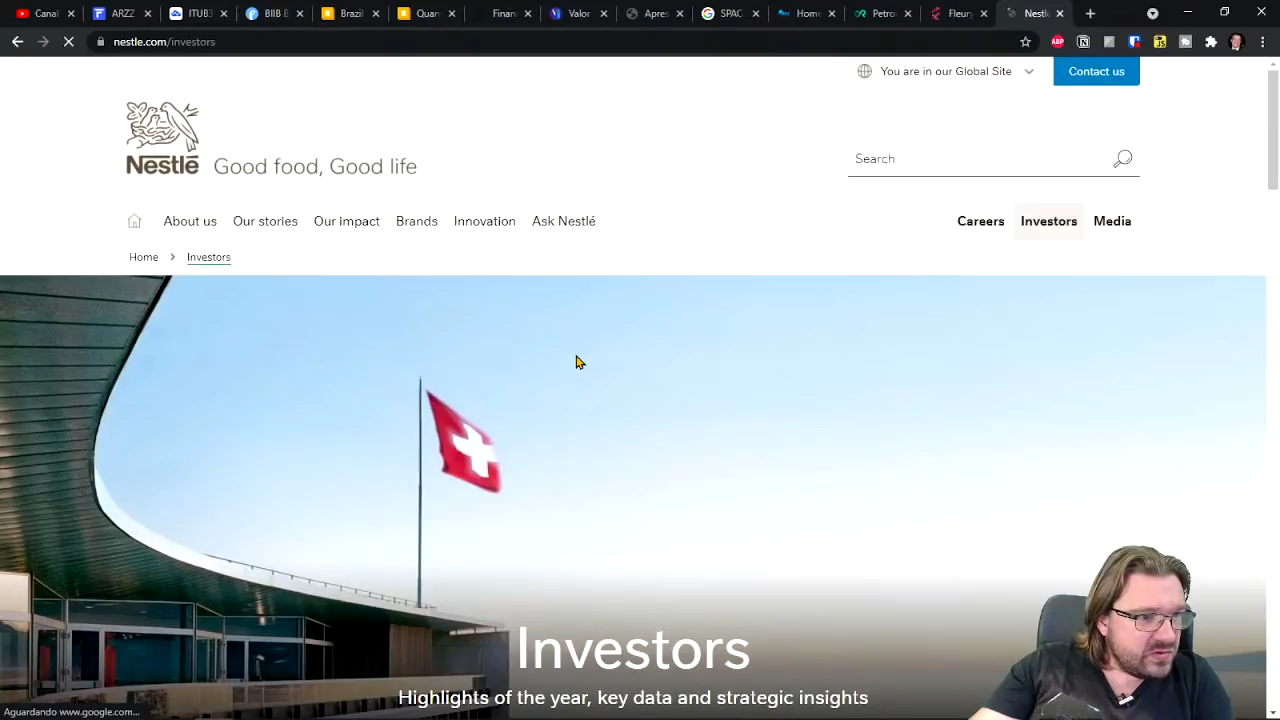 Canal
ARZZ
ITUB3
BIIB B
Brazil
Quar
Finan
Valor
Apres
SPAC
Home
Petro
Fleury
Nestlé
nestle.com/investors
ABP
You are in our Global Site
Contact us
Nestlé Good food, Good life
Search
About us Our stories Our impact Brands Innovation Ask Nestlé
Careers Investors Media
Home Investors
Investors
Highlights of the year, key data and strategic insights
Aguardando www.google.com...